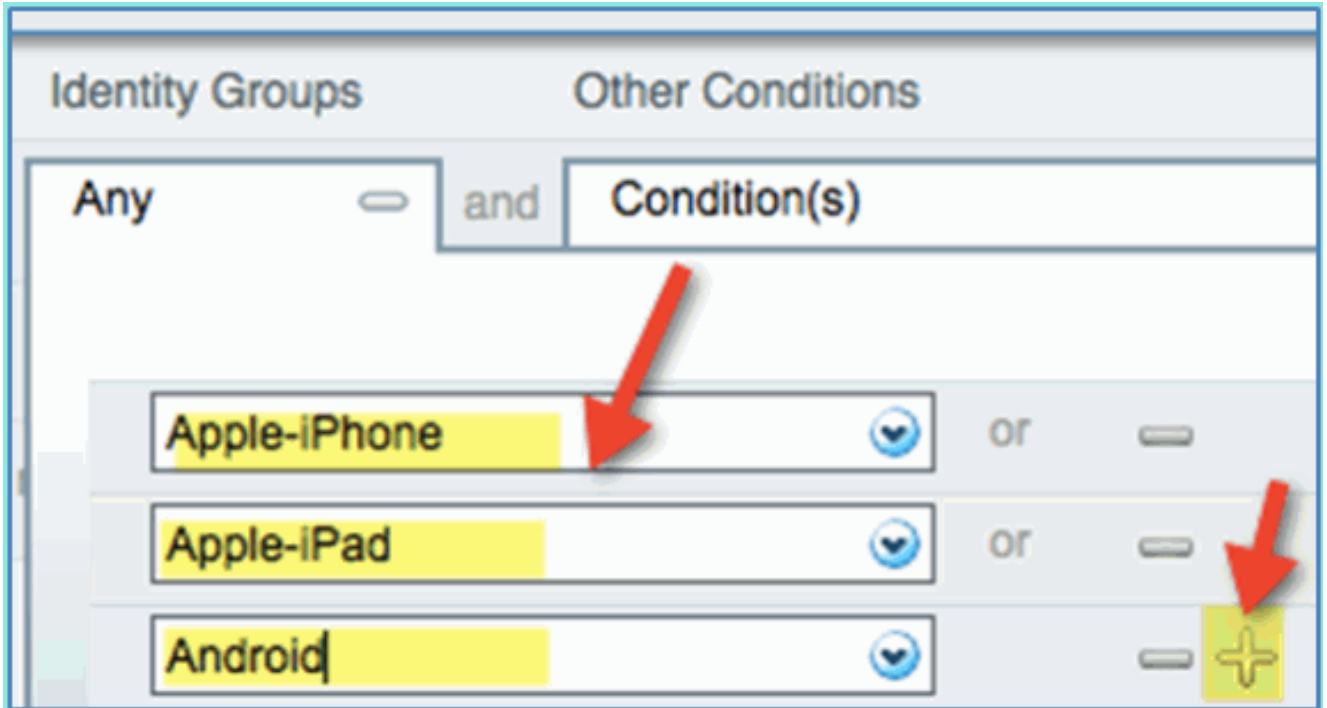 Identity Groups Other Conditions
Any and Condition(s)
Apple-iPhone or
Apple-iPad or
Android